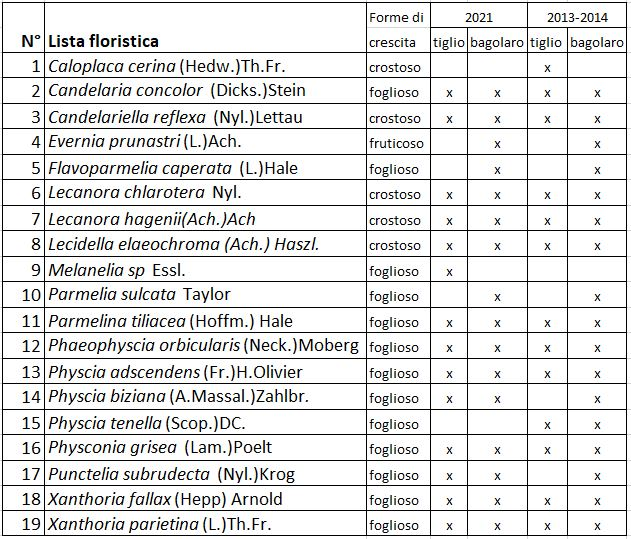 Forme di 2021 2013-2014
N° Lista floristica crescita tiglio bagolaro tiglio bagolaro
1 Caloplaca cerina (Hedw.)Th.Fr. crostoso x
2 Candelaria concolor (Dicks.)Stein foglioso x x x x
3 Candelariella reflexa (Nyl.)Lettau crostoso x x x x
4 Evernia prunastri (L.)Ach. fruticoso x x
5 Flavoparmelia caperata (L.)Hale foglioso x x
6 Lecanora chlarotera Nyl. crostoso x x x x
7 Lecanora hagenii(Ach.)Ach crostoso x x x x
8 Lecidella elaeochroma (Ach.) Haszl. crostoso x x x x
9 Melanelia sp Essl. foglioso x
10 Parmelia sulcata Taylor foglioso x x
11 Parmelina tiliacea (Hoffm.) Hale foglioso x x x x
12 Phaeophyscia orbicularis (Neck.)Moberg foglioso x x x x
13 Physcia adscendens (Fr.)H.Olivier foglioso x x x x
14 Physcia biziana (A.Massal.)Zahlbr. foglioso x x x
15 Physcia tenella (Scop.)DC. foglioso x x
16 Physconia grisea (Lam.)Poelt foglioso x x x x
17 Punctelia subrudecta (Nyl.)Krog foglioso x x x
18 Xanthoria fallax (Hepp) Arnold foglioso x x x x
19 Xanthoria parietina (L.)Th.Fr. foglioso x x x x